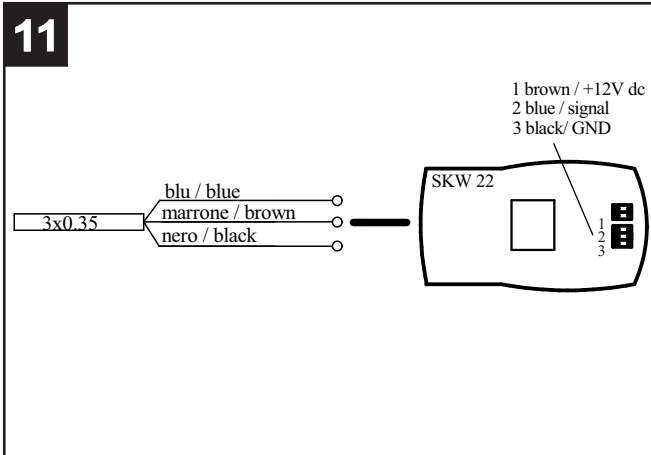 11
1 brown / +12V dc
2 blue / signal
3 black/ GND
SKW 22
blu / blue
marrone / brown
nero / black
3x0.35
1
2
3